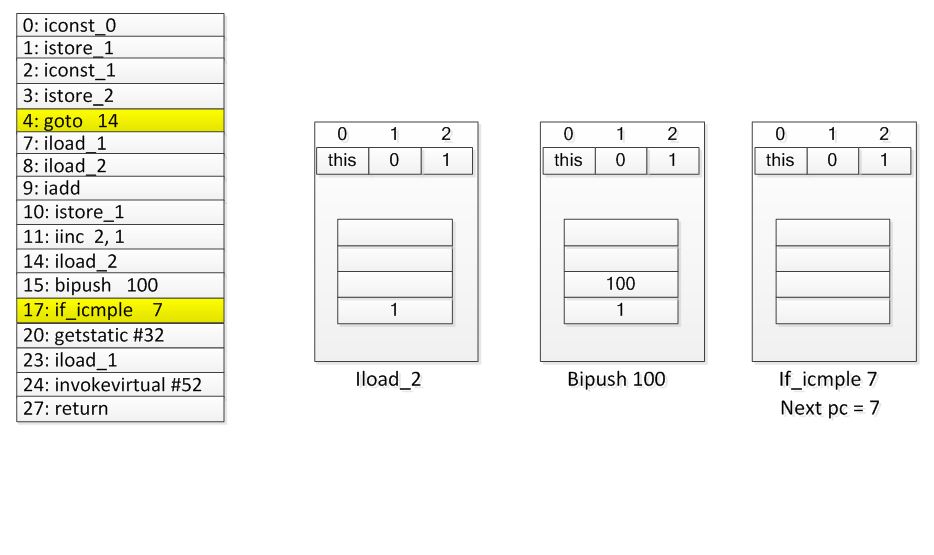 0: iconst_0
1: istore_1
2: iconst_1
3: istore_2
4: goto 14
7: iload_1
8: iload_2
9: iadd
10: istore_1
11: iinc 2, 1
14: iload_2
15: bipush 100
17: if_icmple 7
20: getstatic #32
23: iload_1
24: invokevirtual #52
27: return
0 1 2
this 0 1
1
Iload_2
0 1 2
this 0 1
100
1
Bipush 100
0 1 2
this 0 1
If_icmple 7
Next pc = 7